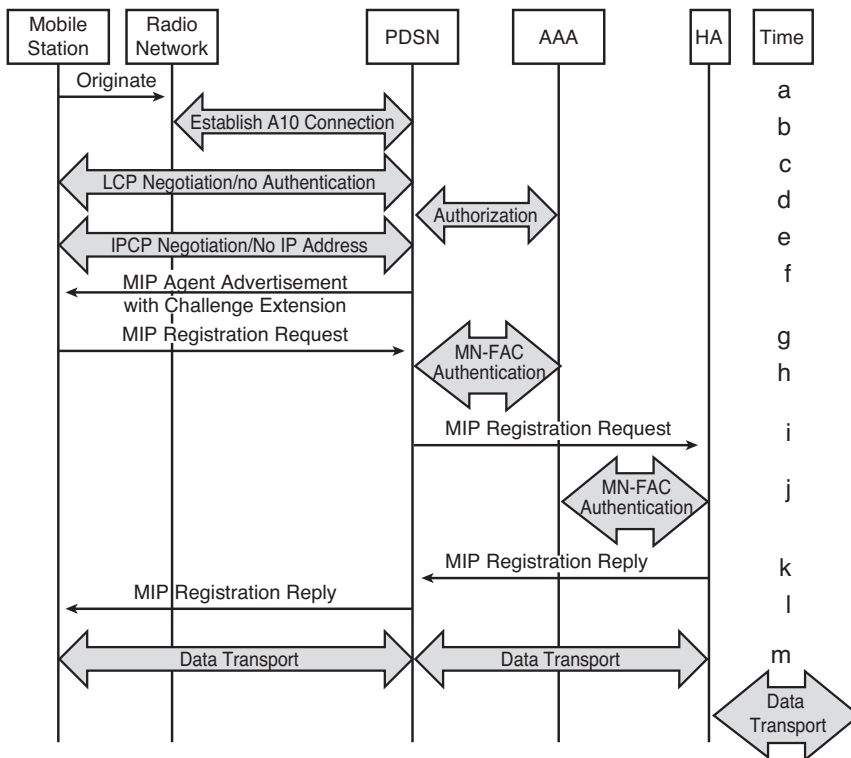 Mobile
Station
Radio
Network
PDSN
AAA
HA
Time
Originate
a
Establish A10 Connection
b
c
LCP Negotiation/no Authentication
d
Authorization
IPCP Negotiation/No IP Address
e
MIP Agent Advertisement
with Challenge Extension
f
MIP Registration Request
g
MN-FAC
Authentication
h
MIP Registration Request
i
MN-FAC
Authentication
j
MIP Registration Reply
k
MIP Registration Reply
l
Data Transport
Data Transport
m
Data
Transport